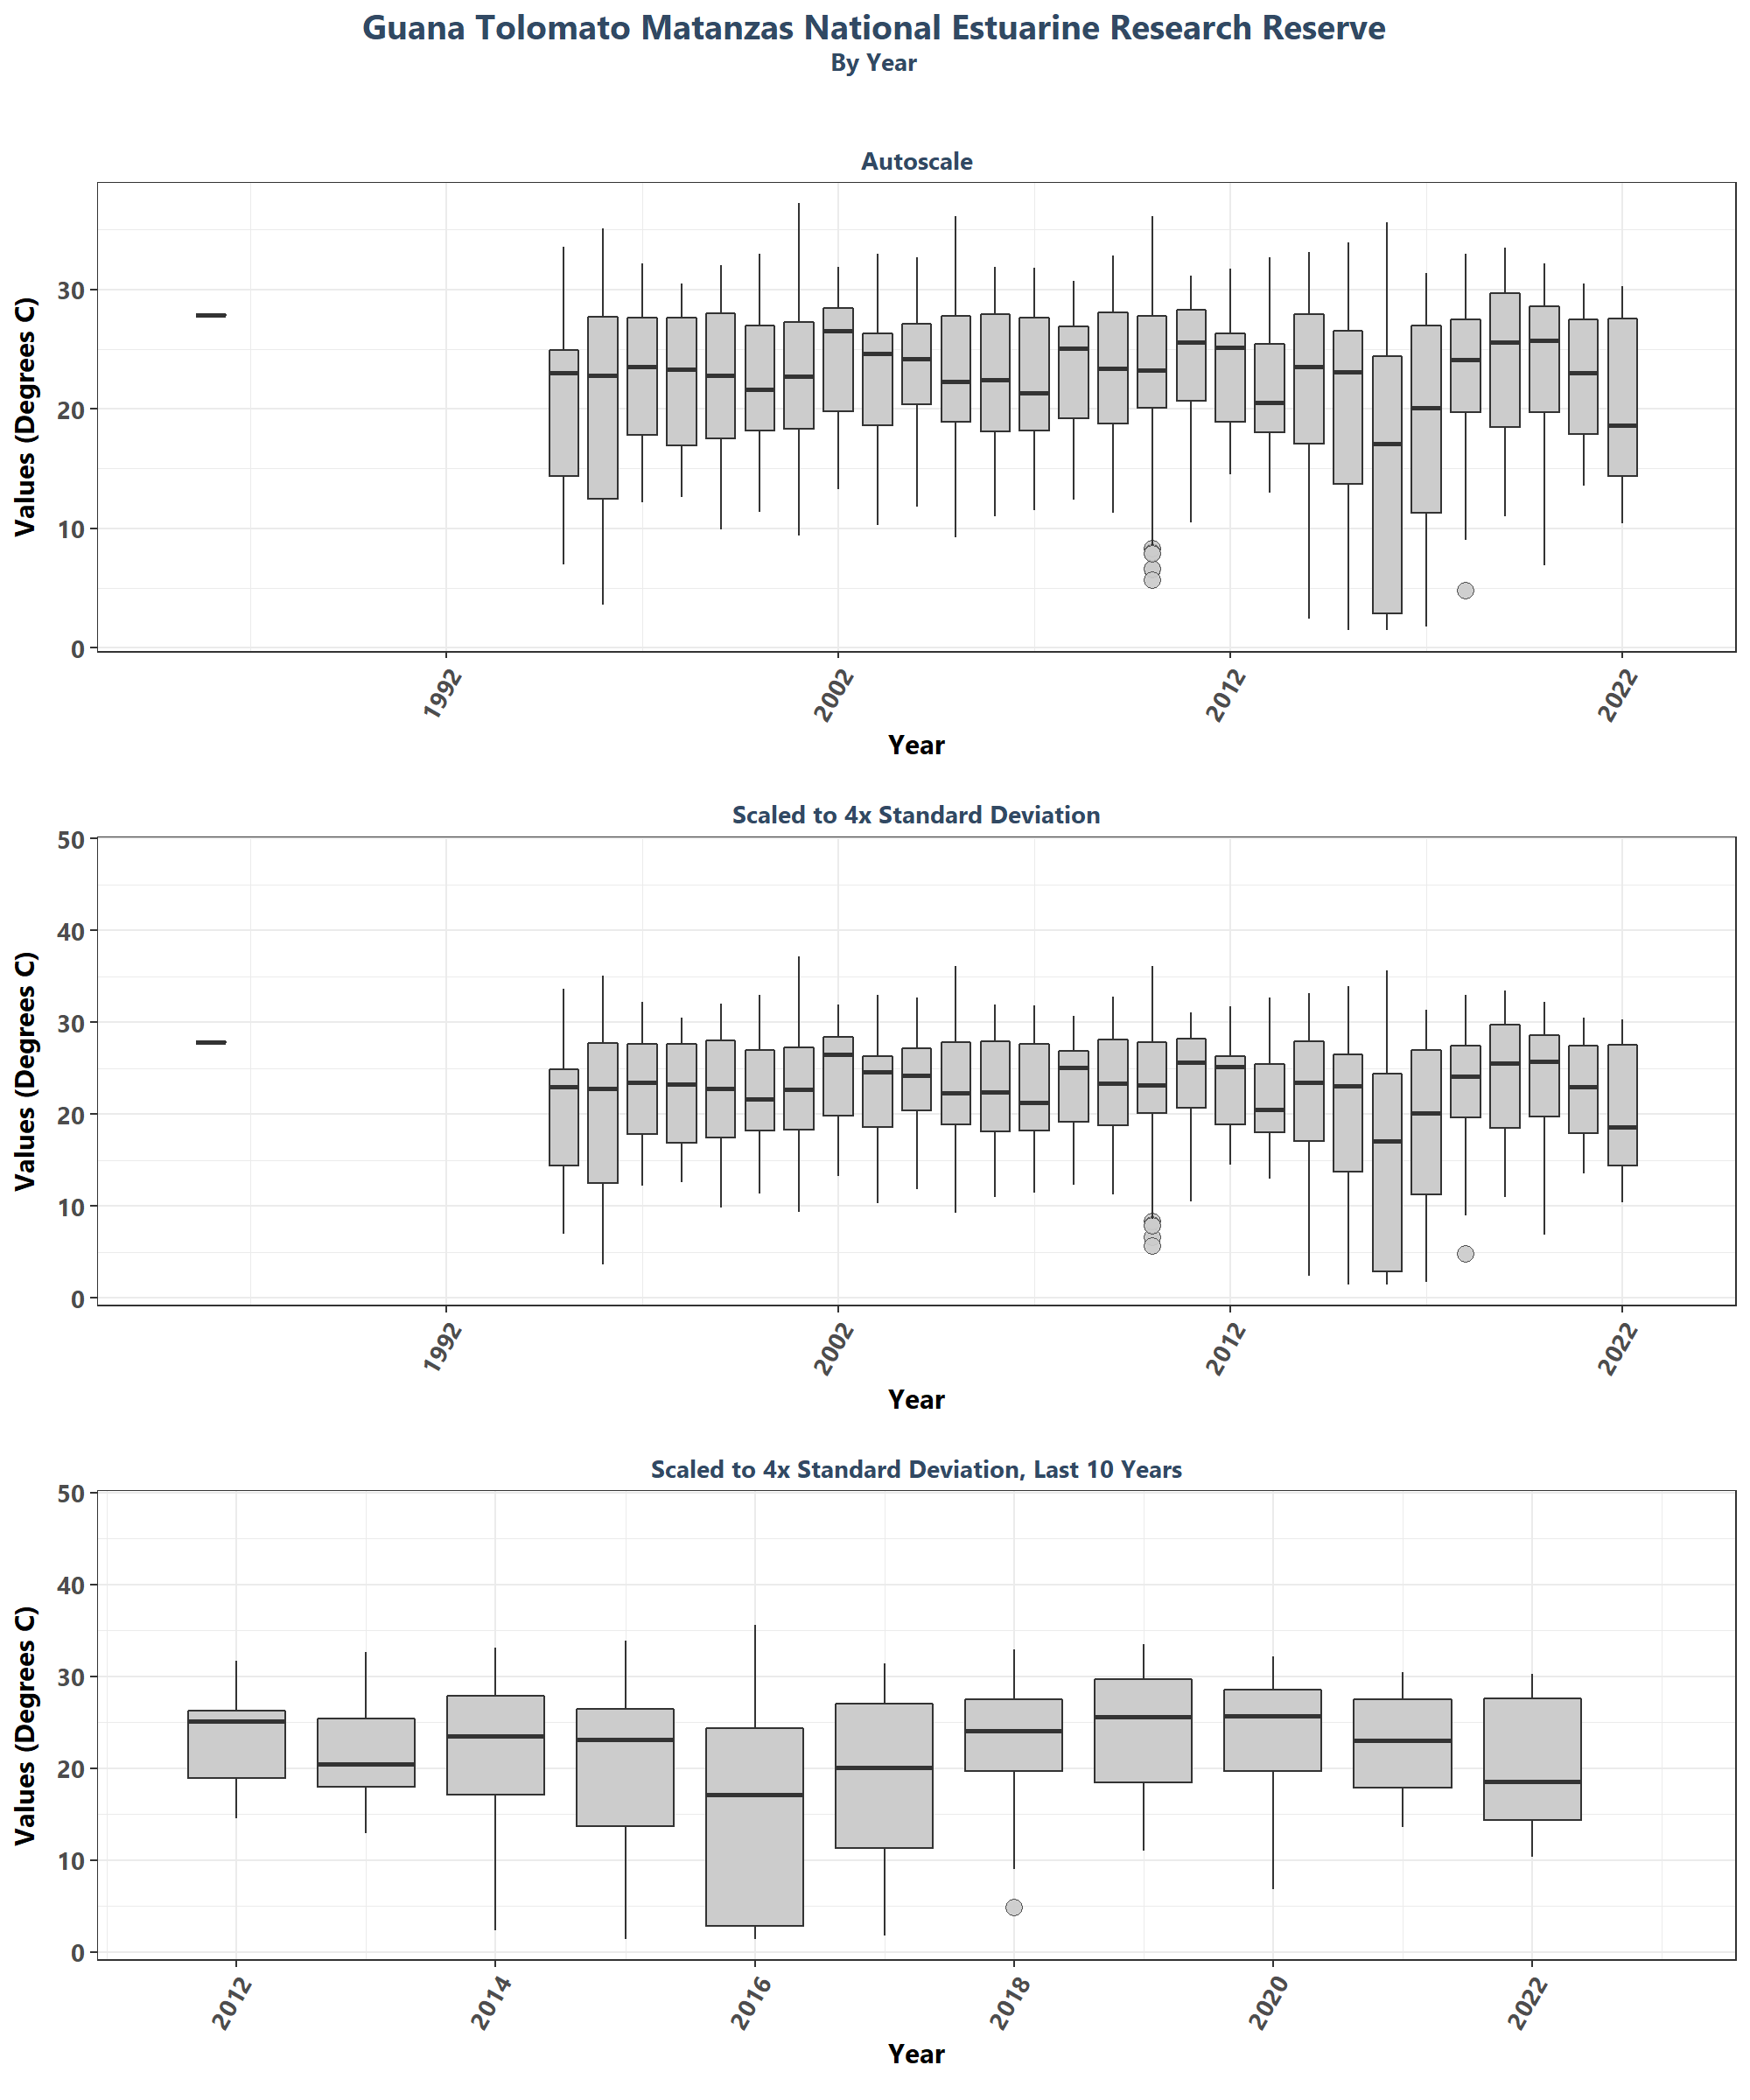 Guana Tolomato Matanzas National Estuarine Research Reserve
By Year
Autoscale
Values (Degrees C)
30
20
10
0
1992 2002 2012 2022
Year
Scaled to 4x Standard Deviation
Values (Degrees C)
50
40
30
20
10
0
1992 2002 2012 2022
Year
Scaled to 4x Standard Deviation, Last 10 Years
Values (Degrees C)
50
40
30
20
10
0
2012 2014 2016 2018 2020 2022
Year